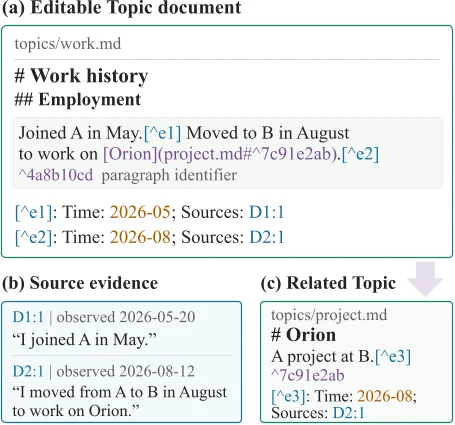 (a) Editable Topic document
topics/work.md
# Work history
## Employment
Joined A in May.[^e1] Moved to B in August
to work on [Orion](project.md#^7c91e2ab).[^e2]
^4a8b10cd paragraph identifier
[^e1]: Time: 2026-05; Sources: D1:1
[^e2]: Time: 2026-08; Sources: D2:1
(b) Source evidence
D1:1 | observed 2026-05-20
“I joined A in May.”
D2:1 | observed 2026-08-12
“I moved from A to B in August
to work on Orion.”
(c) Related Topic
topics/project.md
# Orion
A project at B.[^e3]
^7c91e2ab
[^e3]: Time: 2026-08;
Sources: D2:1